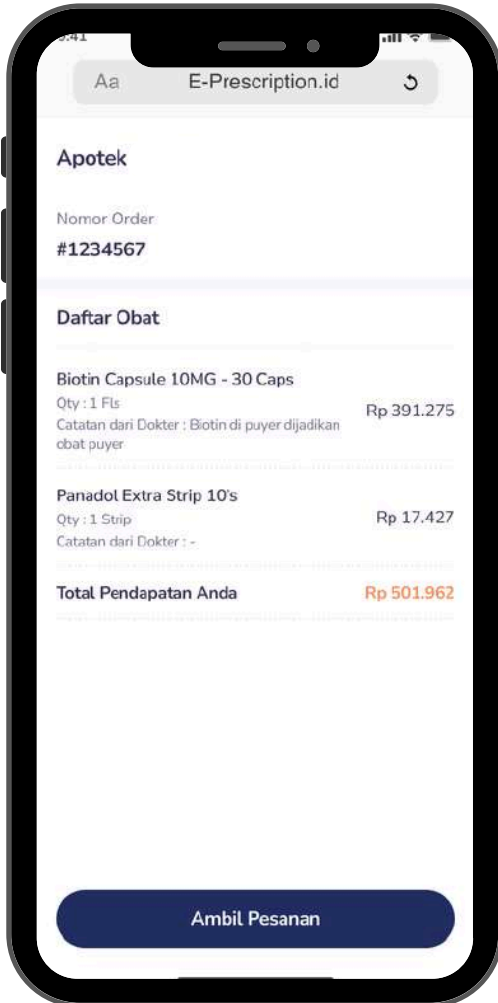 Aa E-Prescription.id
Apotek
Nomor Order
#1234567
Daftar Obat
Biotin Capsule 10MG - 30 Caps
Qty : 1 Fls
Rp 391.275
Catatan dari Dokter : Biotin di puyer dijadikan
obat puyer
Panadol Extra Strip 10's
Qty : 1 Strip
Rp 17.427
Catatan dari Dokter : -
Total Pendapatan Anda Rp 501.962
Ambil Pesanan